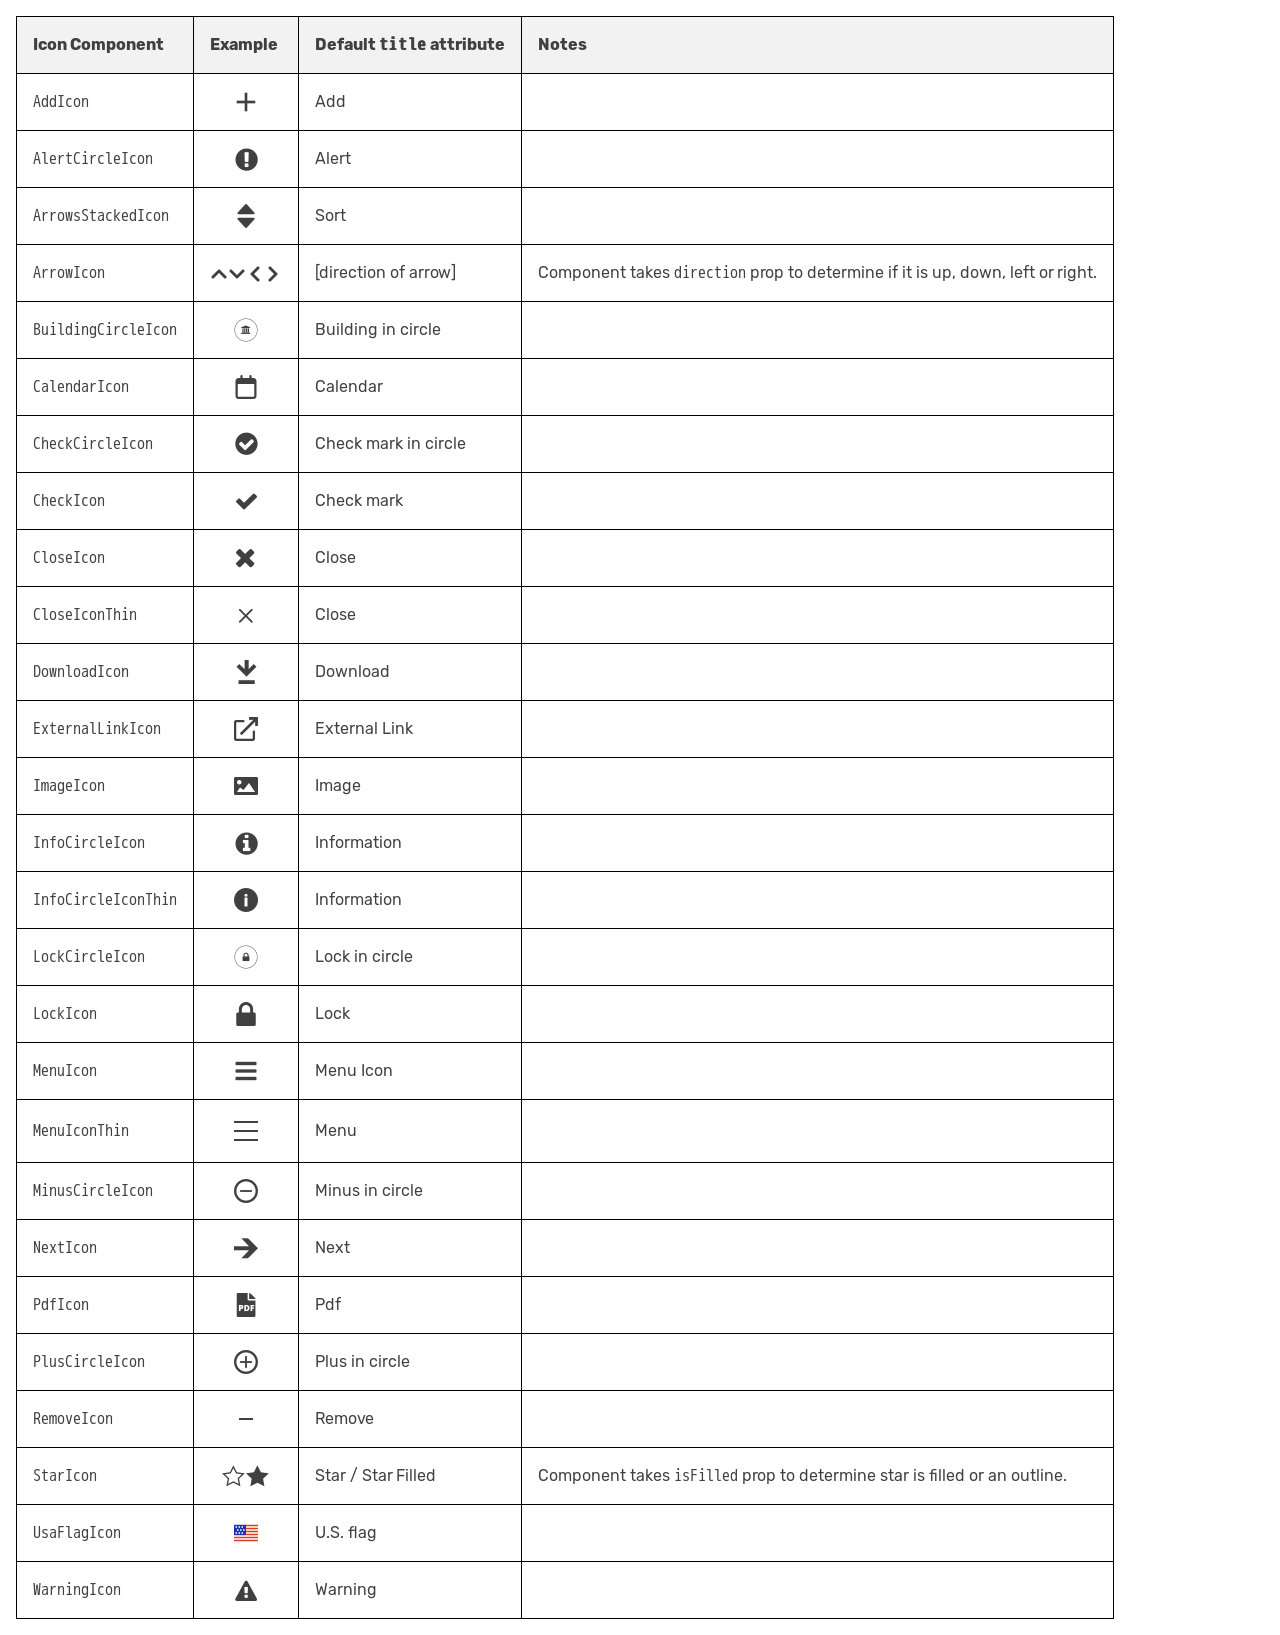 Icon Component Example Default title attribute Notes
AddIcon Add
AlertCircleIcon Alert
ArrowsStackedIcon Sort
ArrowIcon [direction of arrow] Component takes direction prop to determine if it is up, down, left or right.
BuildingCircleIcon Building in circle
CalendarIcon Calendar
CheckCircleIcon Check mark in circle
CheckIcon Check mark
CloseIcon Close
CloseIconThin Close
DownloadIcon Download
ExternalLinkIcon External Link
ImageIcon Image
InfoCircleIcon Information
InfoCircleIconThin Information
LockCircleIcon Lock in circle
LockIcon Lock
MenuIcon Menu Icon
MenuIconThin Menu
MinusCircleIcon Minus in circle
NextIcon Next
PdfIcon PDF Pdf
PlusCircleIcon Plus in circle
RemoveIcon Remove
StarIcon Star / Star Filled Component takes isFilled prop to determine star is filled or an outline.
UsaFlagIcon U.S. flag
WarningIcon Warning